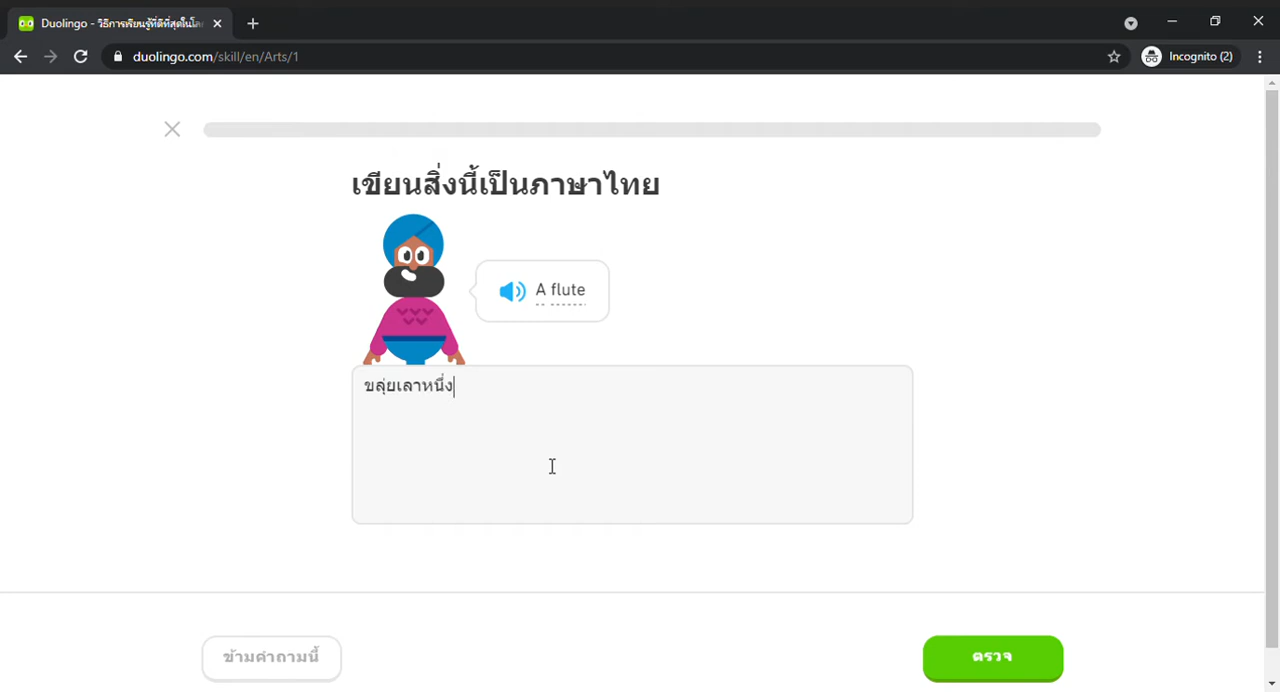 Duolingo - วิธีการเรียนรู้ที่ดีที่สุดในโล
duolingo.com/skill/en/Arts/1
Incognito (2)
เขียนสิ่งนี้เป็นภาษาไทย
A flute
ขลุ่ยเลาหนึ่ง
ข้ามคำถามนี้
ตรวจ